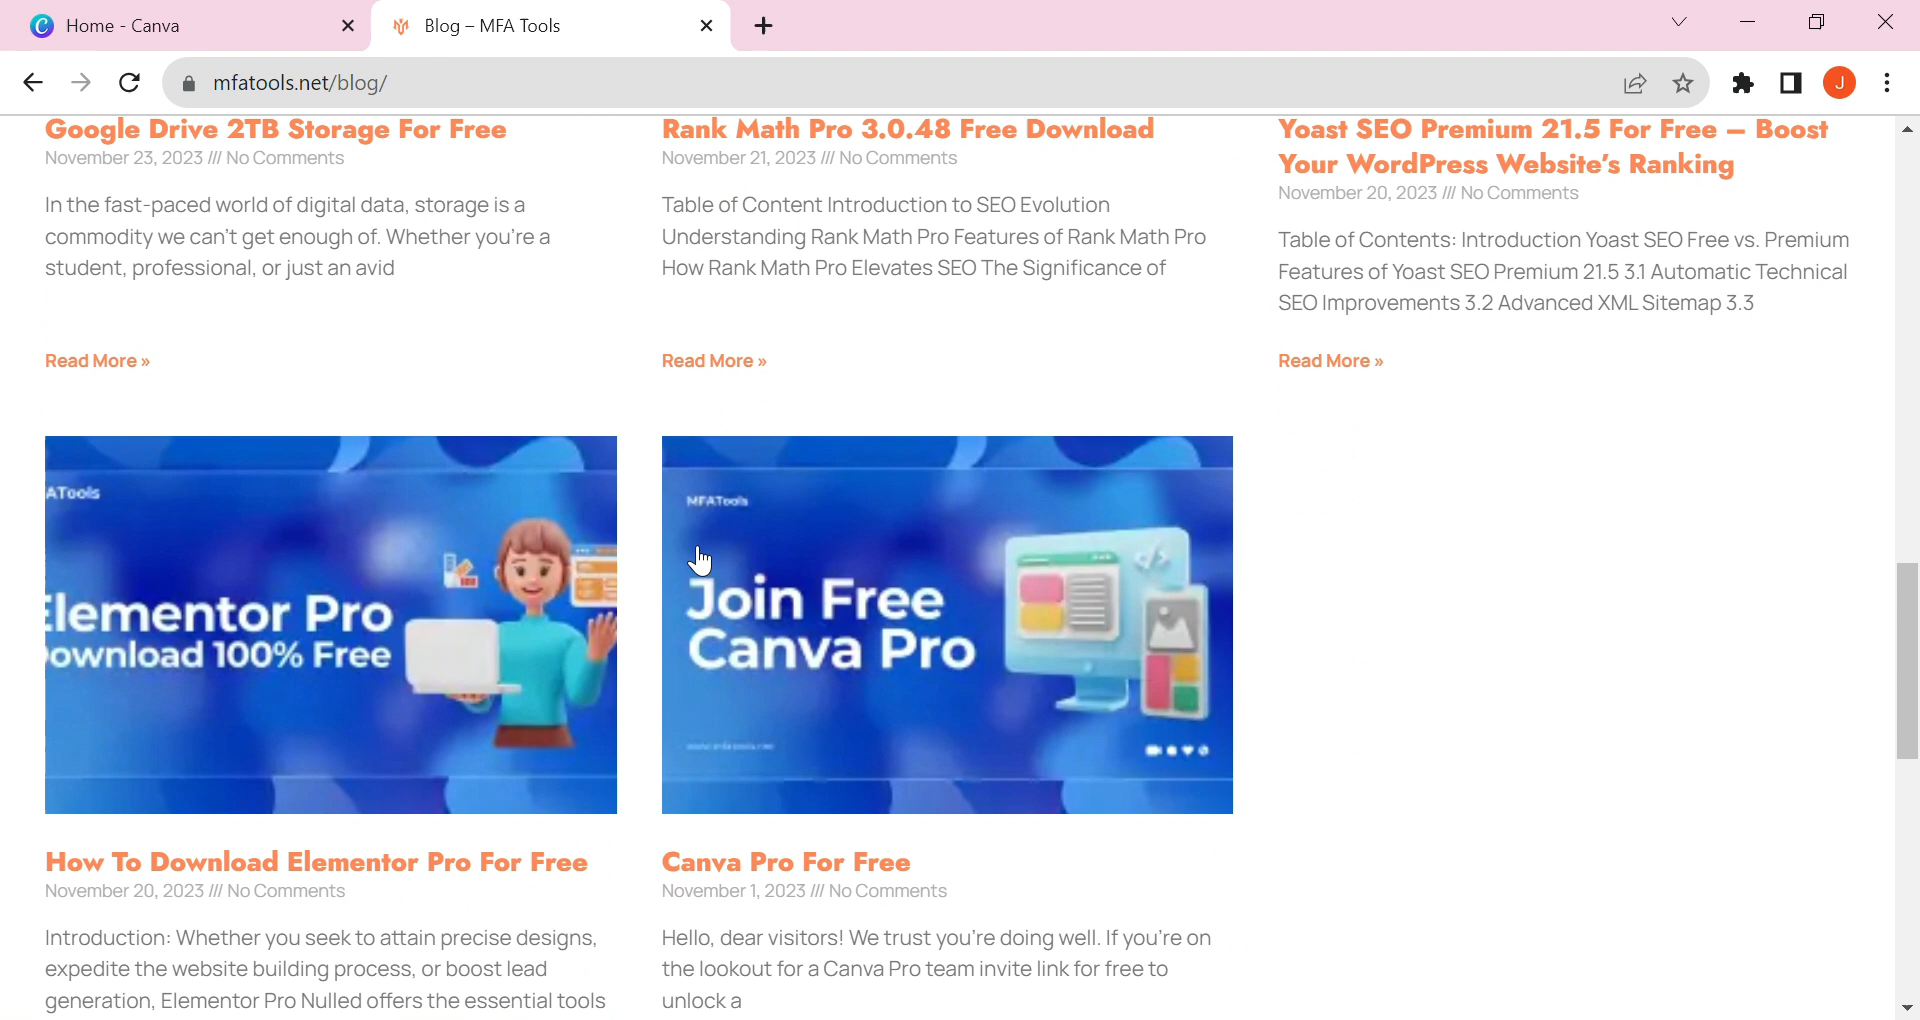 Home - Canva
Blog – MFA Tools
mfatools.net/blog/
J
Google Drive 2TB Storage For Free
November 23, 2023 /// No Comments
In the fast-paced world of digital data, storage is a
commodity we can't get enough of. Whether you're a
student, professional, or just an avid
Read More »
Rank Math Pro 3.0.48 Free Download
November 21, 2023 /// No Comments
Table of Content Introduction to SEO Evolution
Understanding Rank Math Pro Features of Rank Math Pro
How Rank Math Pro Elevates SEO The Significance of
Read More »
Yoast SEO Premium 21.5 For Free – Boost
Your WordPress Website's Ranking
November 20, 2023 /// No Comments
Table of Contents: Introduction Yoast SEO Free vs. Premium
Features of Yoast SEO Premium 21.5 3.1 Automatic Technical
SEO Improvements 3.2 Advanced XML Sitemap 3.3
Read More »
ATools
Elementor Pro
ownload 100% Free
MFATools
</>
Join Free
Canva Pro
www.mfatools.net
How To Download Elementor Pro For Free
November 20, 2023 /// No Comments
Introduction: Whether you seek to attain precise designs,
expedite the website building process, or boost lead
generation, Elementor Pro Nulled offers the essential tools
Canva Pro For Free
November 1, 2023 /// No Comments
Hello, dear visitors! We trust you're doing well. If you're on
the lookout for a Canva Pro team invite link for free to
unlock a